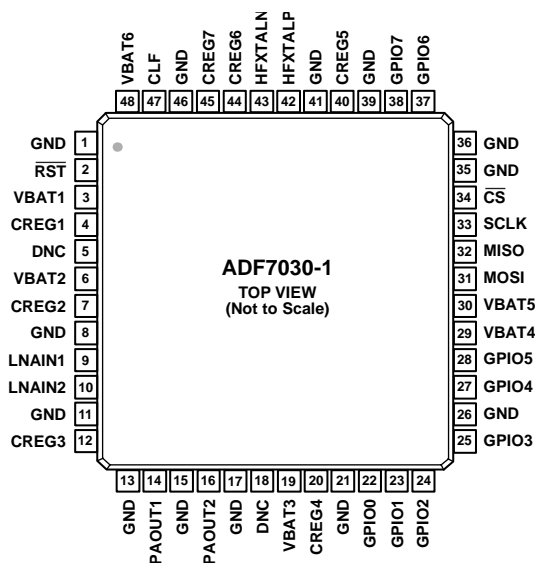 VBAT6
CLF
GND
CREG7
CREG6
HFXTALN
HFXTALP
GND
CREG5
GND
GPIO7
GPIO6
48 47 46 45 44 43 42 41 40 39 38 37
GND 1
RST 2
VBAT1 3
CREG1 4
DNC 5
VBAT2 6
CREG2 7
GND 8
LNAIN1 9
LNAIN2 10
GND 11
CREG3 12
ADF7030-1
TOP VIEW
(Not to Scale)
36 GND
35 GND
34 CS
33 SCLK
32 MISO
31 MOSI
30 VBAT5
29 VBAT4
28 GPIO5
27 GPIO4
26 GND
25 GPIO3
13 14 15 16 17 18 19 20 21 22 23 24
GND
PAOUT1
GND
PAOUT2
GND
DNC
VBAT3
CREG4
GND
GPIO0
GPIO1
GPIO2